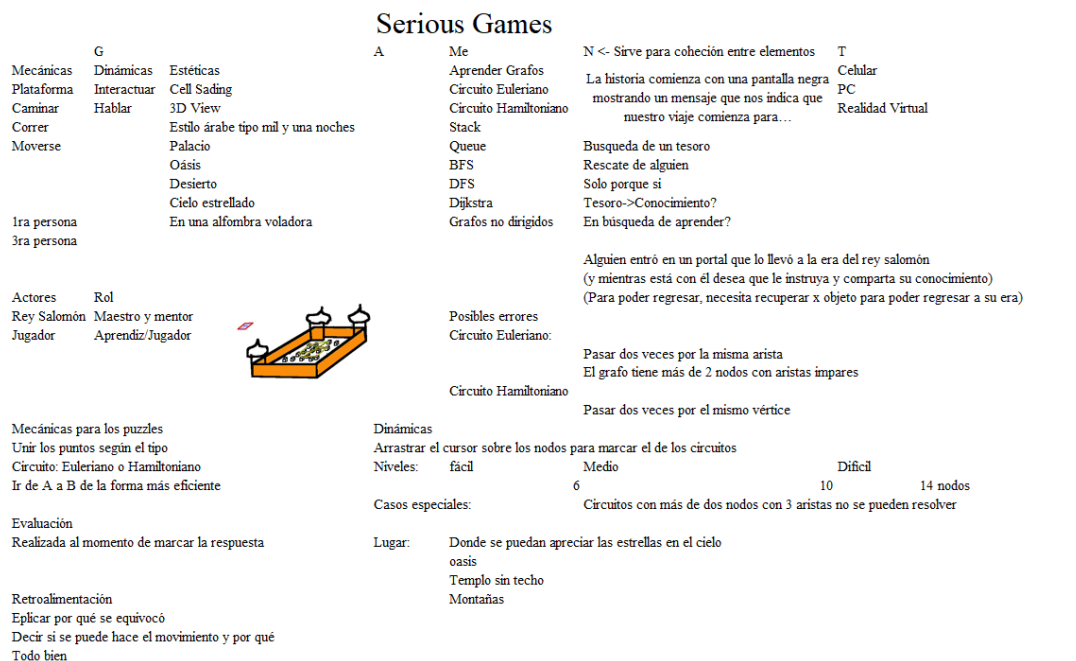 Serious Games
G A Me N <- Sirve para coheción entre elementos T
Mecánicas Dinámicas Estéticas Aprender Grafos Celular
La historia comienza con una pantalla negra
Plataforma Interactuar Cell Sading Circuito Euleriano PC
mostrando un mensaje que nos indica que
Caminar Hablar 3D View Circuito Hamiltoniano Realidad Virtual
nuestro viaje comienza para…
Correr Estilo árabe tipo mil y una noches Stack
Moverse Palacio Queue Busqueda de un tesoro
Oásis BFS Rescate de alguien
Desierto DFS Solo porque si
Cielo estrellado Dijkstra Tesoro->Conocimiento?
1ra persona En una alfombra voladora Grafos no dirigidos En búsqueda de aprender?
3ra persona
Alguien entró en un portal que lo llevó a la era del rey salomón
(y mientras está con él desea que le instruya y comparta su conocimiento)
Actores Rol (Para poder regresar, necesita recuperar x objeto para poder regresar a su era)
Rey Salomón Maestro y mentor Posibles errores
Jugador Aprendiz/Jugador Circuito Euleriano:
Pasar dos veces por la misma arista
El grafo tiene más de 2 nodos con aristas impares
Circuito Hamiltoniano
Pasar dos veces por el mismo vértice
Mecánicas para los puzzles Dinámicas
Unir los puntos según el tipo Arrastrar el cursor sobre los nodos para marcar el de los circuitos
Circuito: Euleriano o Hamiltoniano Niveles: fácil Medio Dificil
Ir de A a B de la forma más eficiente 6 10 14 nodos
Casos especiales: Circuitos con más de dos nodos con 3 aristas no se pueden resolver
Evaluación
Realizada al momento de marcar la respuesta Lugar: Donde se puedan apreciar las estrellas en el cielo
oasis
Templo sin techo
Retroalimentación Montañas
Eplicar por qué se equivocó
Decir si se puede hace el movimiento y por qué
Todo bien